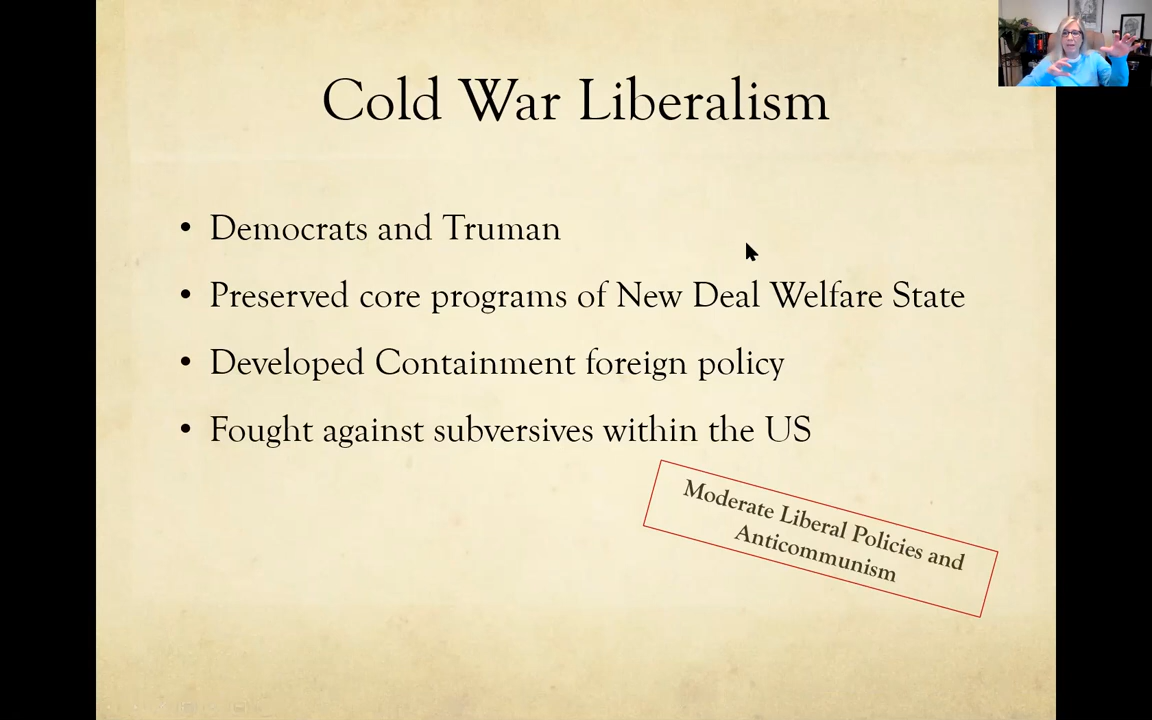 Cold War Liberalism
• Democrats and Truman
• Preserved core programs of New Deal Welfare State
• Developed Containment foreign policy
• Fought against subversives within the US
Moderate Liberal Policies and
Anticommunism